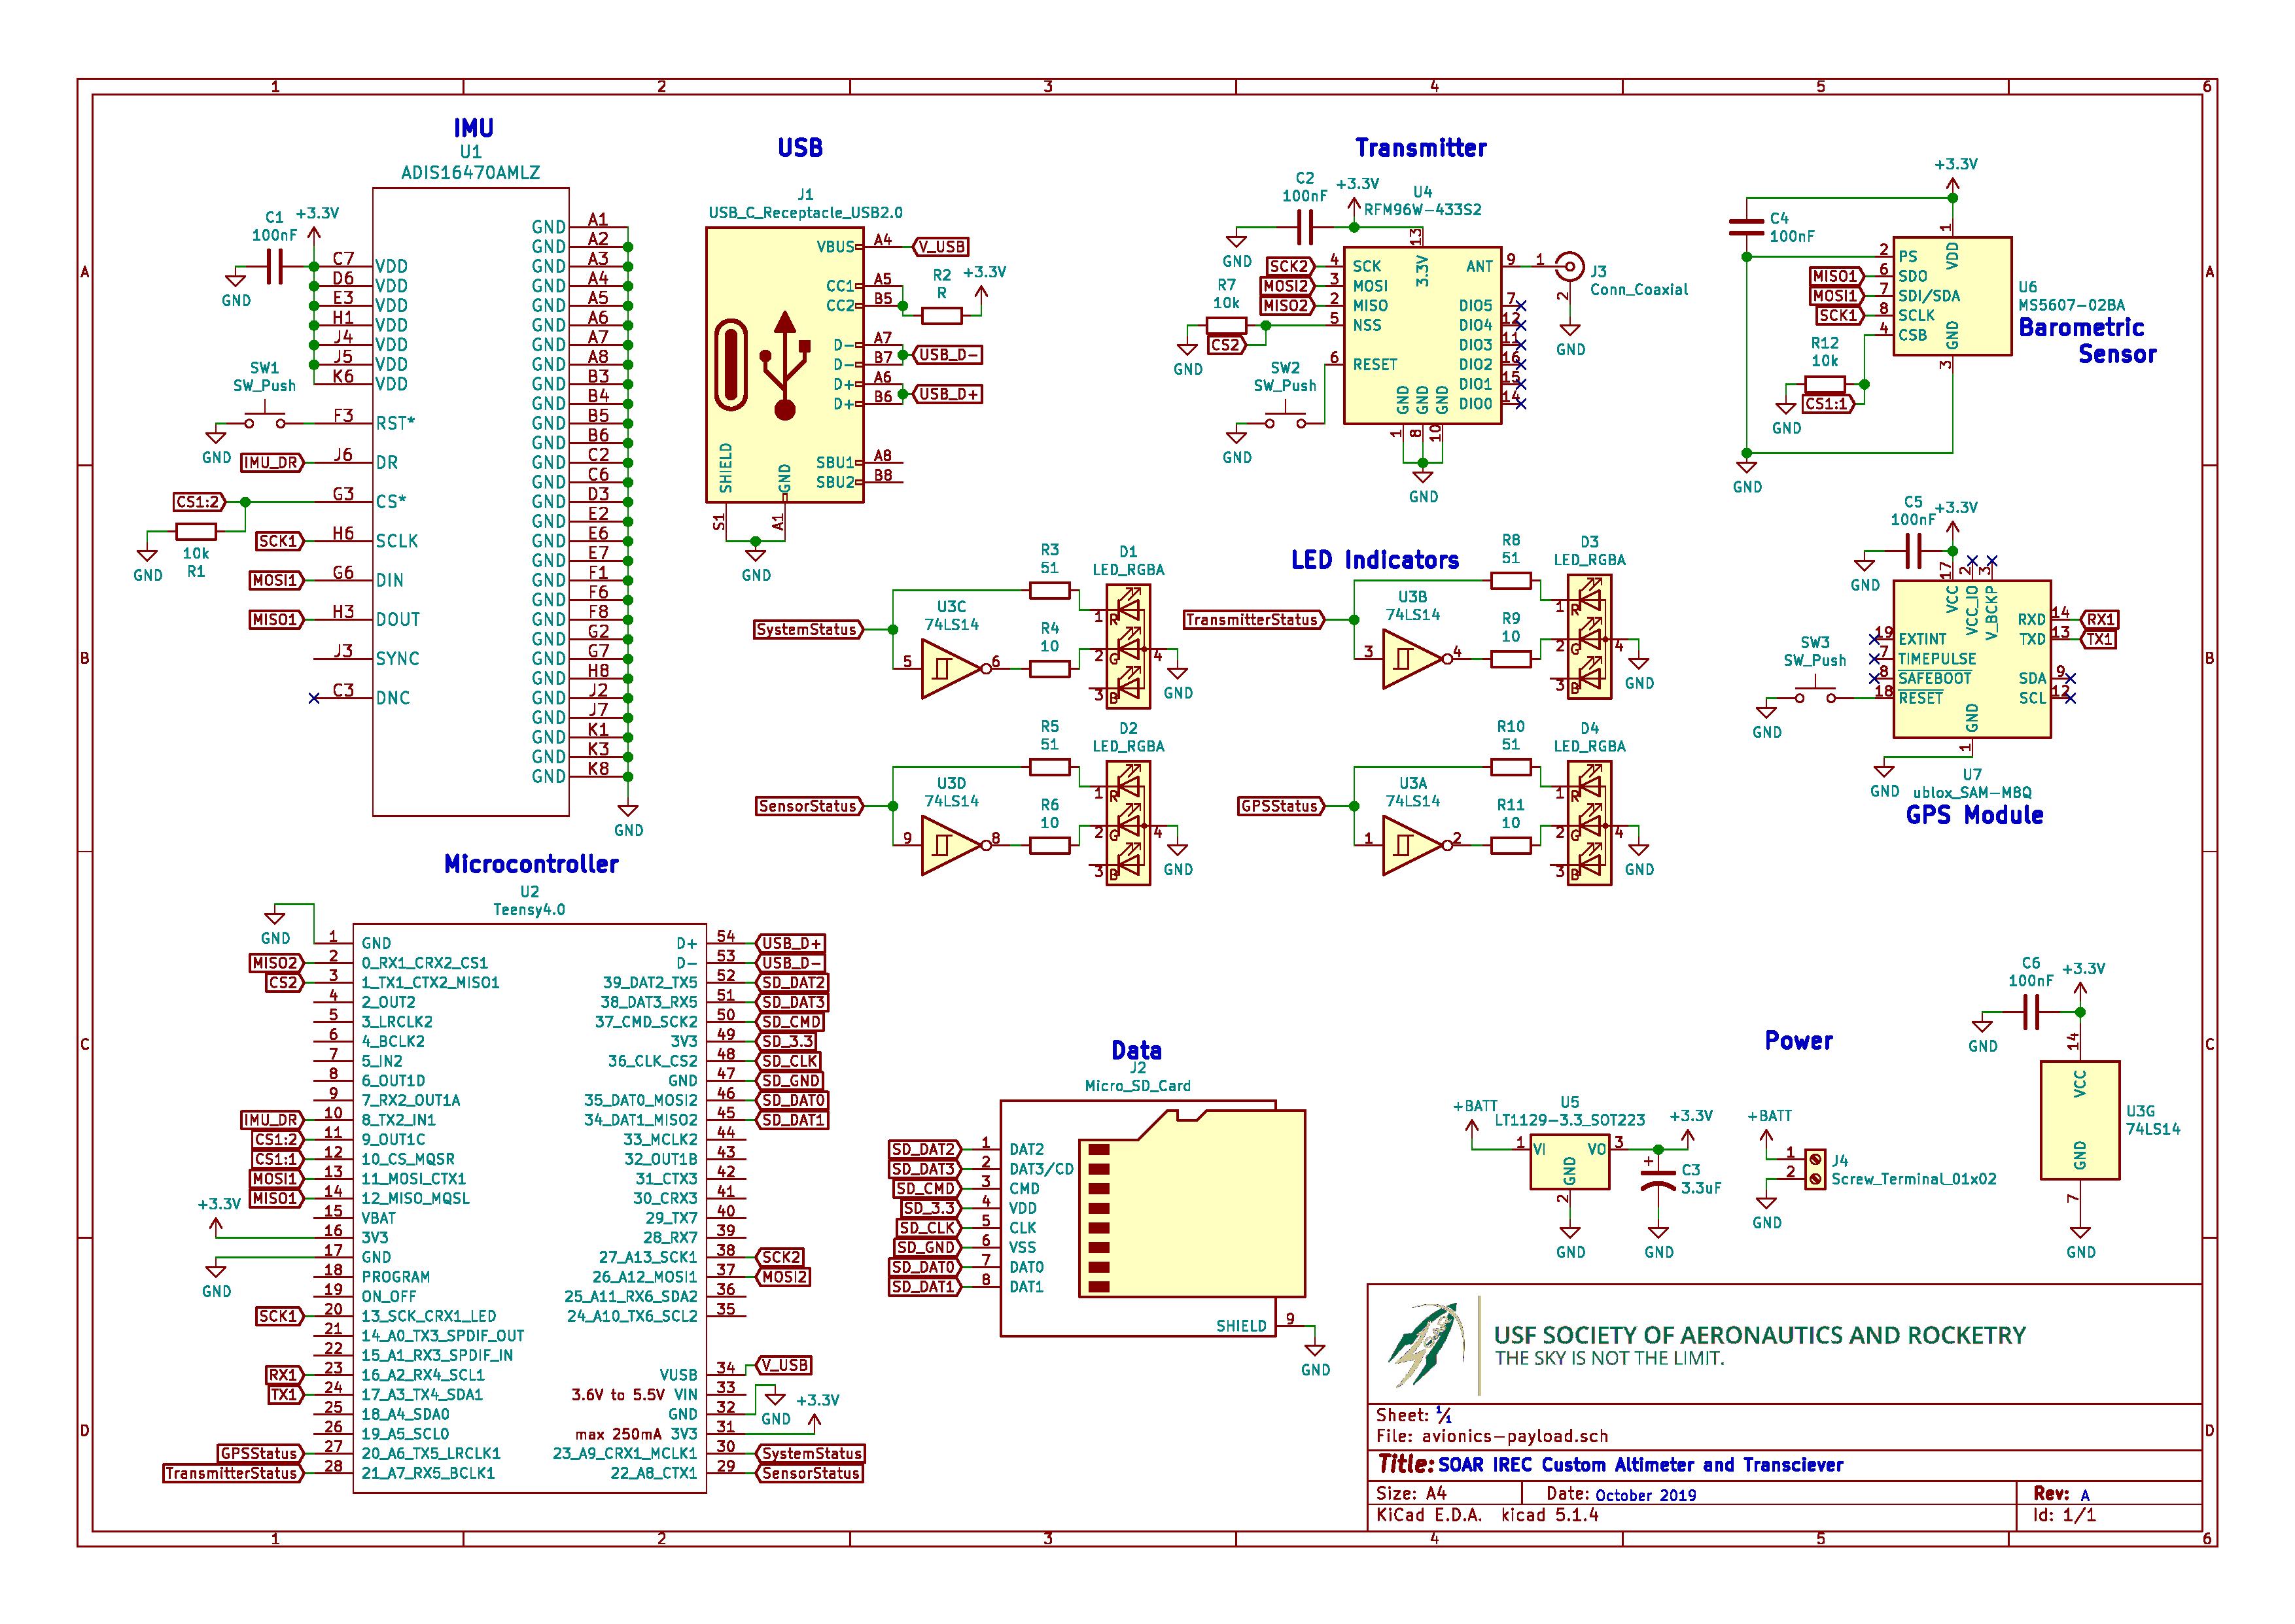 1 2 3 4 5 6
A
B
C
D
IMU
U1
ADIS16470AMLZ
C1
100nF
+3.3V
GND
C7 VDD
D6 VDD
E3 VDD
H1 VDD
J4 VDD
J5 VDD
K6 VDD
SW1
SW_Push
GND
F3 RST*
IMU_DR J6 DR
CS1:2 G3 CS*
10k
R1
GND
SCK1 H6 SCLK
MOSI1 G6 DIN
MISO1 H3 DOUT
J3 SYNC
C3 DNC
GND A1
GND A2
GND A3
GND A4
GND A5
GND A6
GND A7
GND A8
GND B3
GND B4
GND B5
GND B6
GND C2
GND C6
GND D3
GND E2
GND E6
GND E7
GND F1
GND F6
GND F8
GND G2
GND G7
GND H8
GND J2
GND J7
GND K1
GND K3
GND K8
GND
USB
J1
USB_C_Receptacle_USB2.0
VBUS A4 V_USB
CC1 A5
CC2 B5
R2
R
+3.3V
D- A7
D- B7
USB_D-
D+ A6
D+ B6
USB_D+
SBU1 A8
SBU2 B8
SHIELD
GND
S1
A1
GND
Transmitter
C2
100nF
+3.3V
U4
RFM96W-433S2
GND
13
3.3V
SCK2 4 SCK
MOSI2 3 MOSI
MISO2 2 MISO
5 NSS
R7
10k
CS2
GND
6 RESET
SW2
SW_Push
GND
ANT 9
1
2
J3
Conn_Coaxial
GND
DIO5 7
DIO4 12
DIO3 11
DIO2 16
DIO1 15
DIO0 14
GND GND GND
1 8 10
GND
+3.3V
C4
100nF
1
VDD
2 PS
MISO1 6 SDO
MOSI1 7 SDI/SDA
SCK1 8 SCLK
4 CSB
R12
10k
CS1:1
GND
GND
3
GND
U6
MS5607-02BA
Barometric
Sensor
LED Indicators
SystemStatus
U3C
74LS14
5 6
R3
51
R4
10
D1
LED_RGBA
1 R
2 G
3 B
4
GND
TransmitterStatus
U3B
74LS14
3 4
R8
51
R9
10
D3
LED_RGBA
1 R
2 G
3 B
4
GND
SensorStatus
U3D
74LS14
9 8
R5
51
R6
10
D2
LED_RGBA
1 R
2 G
3 B
4
GND
GPSStatus
U3A
74LS14
1 2
R10
51
R11
10
D4
LED_RGBA
1 R
2 G
3 B
4
GND
C5
100nF
+3.3V
GND
17 2 3
VCC VCC_IO V_BCKP
19 EXTINT
7 TIMEPULSE
8 SAFEBOOT
18 RESET
SW3
SW_Push
GND
RXD 14 RX1
TXD 13 TX1
SDA 9
SCL 12
GND
1
GND
U7
ublox_SAM-M8Q
GPS Module
Microcontroller
U2
Teensy4.0
GND
1 GND
MISO2 2 0_RX1_CRX2_CS1
CS2 3 1_TX1_CTX2_MISO1
4 2_OUT2
5 3_LRCLK2
6 4_BCLK2
7 5_IN2
8 6_OUT1D
9 7_RX2_OUT1A
IMU_DR 10 8_TX2_IN1
CS1:2 11 9_OUT1C
CS1:1 12 10_CS_MQSR
MOSI1 13 11_MOSI_CTX1
MISO1 14 12_MISO_MQSL
15 VBAT
+3.3V 16 3V3
17 GND
GND
18 PROGRAM
19 ON_OFF
SCK1 20 13_SCK_CRX1_LED
21 14_A0_TX3_SPDIF_OUT
22 15_A1_RX3_SPDIF_IN
RX1 23 16_A2_RX4_SCL1
TX1 24 17_A3_TX4_SDA1
25 18_A4_SDA0
26 19_A5_SCL0
GPSStatus 27 20_A6_TX5_LRCLK1
TransmitterStatus 28 21_A7_RX5_BCLK1
D+ 54 USB_D+
D- 53 USB_D-
39_DAT2_TX5 52 SD_DAT2
38_DAT3_RX5 51 SD_DAT3
37_CMD_SCK2 50 SD_CMD
3V3 49 SD_3.3
36_CLK_CS2 48 SD_CLK
GND 47 SD_GND
35_DAT0_MOSI2 46 SD_DAT0
34_DAT1_MISO2 45 SD_DAT1
33_MCLK2 44
32_OUT1B 43
31_CTX3 42
30_CRX3 41
29_TX7 40
28_RX7 39
27_A13_SCK1 38 SCK2
26_A12_MOSI1 37 MOSI2
25_A11_RX6_SDA2 36
24_A10_TX6_SCL2 35
VUSB 34 V_USB
3.6V to 5.5V VIN 33
GND 32
GND
+3.3V
max 250mA 3V3 31
23_A9_CRX1_MCLK1 30 SystemStatus
22_A8_CTX1 29 SensorStatus
Data
J2
Micro_SD_Card
SD_DAT2 1 DAT2
SD_DAT3 2 DAT3/CD
SD_CMD 3 CMD
SD_3.3 4 VDD
SD_CLK 5 CLK
SD_GND 6 VSS
SD_DAT0 7 DAT0
SD_DAT1 8 DAT1
SHIELD 9
GND
Power
+BATT
U5
LT1129-3.3_SOT223
1 VI
VO 3
GND
2
GND
+3.3V
C3
3.3uF
GND
+BATT
1
2
J4
Screw_Terminal_01x02
GND
C6
100nF
+3.3V
GND
14
VCC
GND
7
U3G
74LS14
GND
USF SOCIETY OF AERONAUTICS AND ROCKETRY
THE SKY IS NOT THE LIMIT.
Sheet: 1/1
File: avionics-payload.sch
Title: SOAR IREC Custom Altimeter and Transciever
Size: A4 Date: October 2019 Rev: A
KiCad E.D.A. kicad 5.1.4 Id: 1/1
1 2 3 4 5 6
A
B
C
D